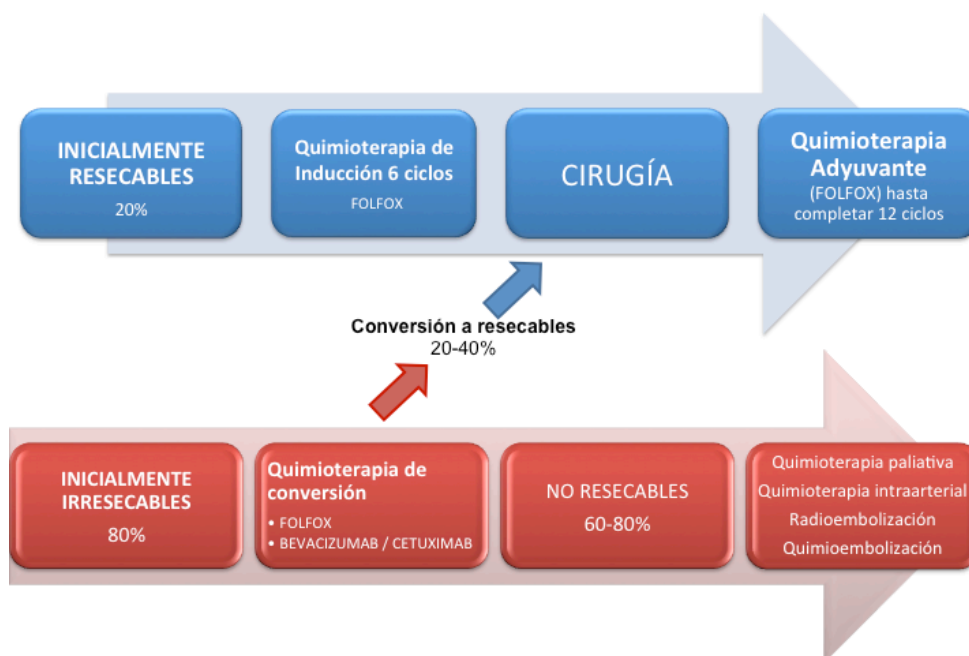 INICIALMENTE
RESECABLES
20%
Quimioterapia de
Inducción 6 ciclos
FOLFOX
CIRUGÍA
Quimioterapia
Adyuvante
(FOLFOX) hasta
completar 12 ciclos
Conversión a resecables
20-40%
INICIALMENTE
IRRESECABLES
80%
Quimioterapia de
conversión
• FOLFOX
• BEVACIZUMAB / CETUXIMAB
NO RESECABLES
60-80%
Quimioterapia paliativa
Quimioterapia intraarterial
Radioembolización
Quimioembolización